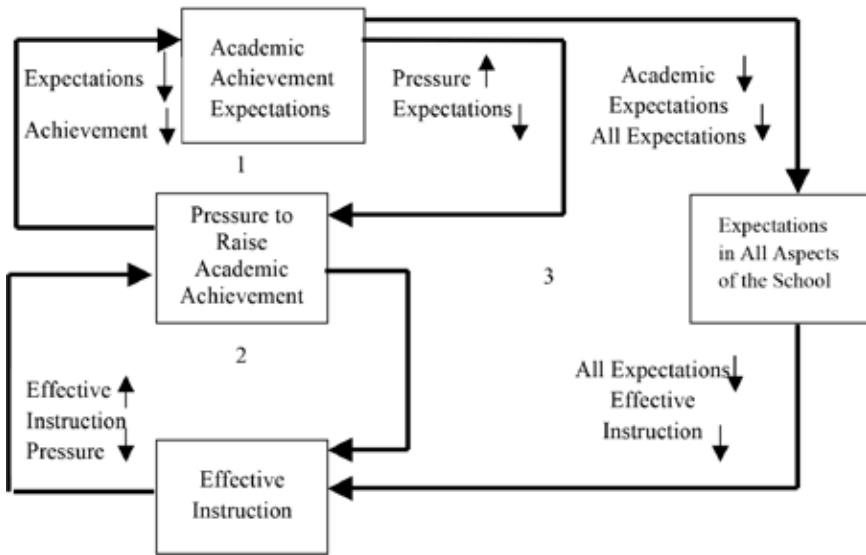 Academic
Achievement
Expectations
Expectations
Achievement
Pressure
Expectations
Academic
Expectations
All Expectations
1
Pressure to
Raise
Academic
Achievement
Expectations
in All Aspects
of the School
3
2
Effective
Instruction
Pressure
All Expectations
Effective
Instruction
Effective
Instruction